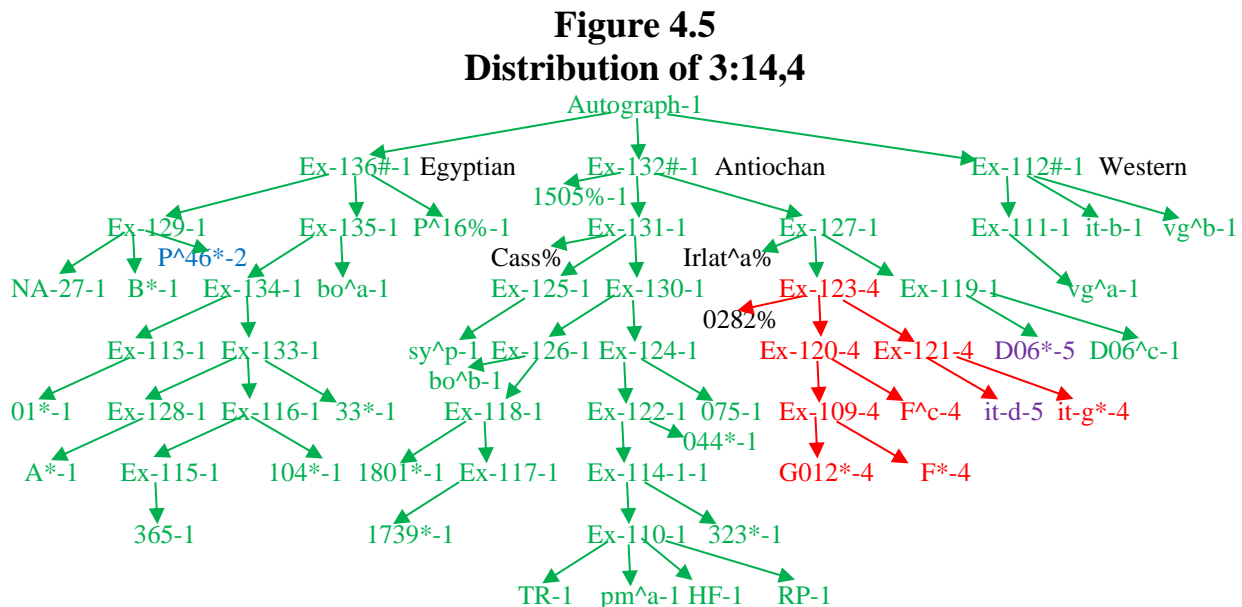 Figure 4.5
Distribution of 3:14,4
Autograph-1
Ex-136#-1 Egyptian Ex-132#-1 Antiochan Ex-112#-1 Western
1505%-1
Ex-129-1 Ex-135-1 P^16%-1 Ex-131-1 Ex-127-1 Ex-111-1 it-b-1 vg^b-1
P^46*-2 Cass% Irlat^a%
NA-27-1 B*-1 Ex-134-1 bo^a-1 Ex-125-1 Ex-130-1 Ex-123-4 Ex-119-1 vg^a-1
0282%
Ex-113-1 Ex-133-1 sy^p-1 Ex-126-1 Ex-124-1 Ex-120-4 Ex-121-4 D06*-5 D06^c-1
bo^b-1
01*-1 Ex-128-1 Ex-116-1 33*-1 Ex-118-1 Ex-122-1 075-1 Ex-109-4 F^c-4 it-d-5 it-g*-4
044*-1
A*-1 Ex-115-1 104*-1 1801*-1 Ex-117-1 Ex-114-1-1 G012*-4 F*-4
365-1 1739*-1 Ex-110-1 323*-1
TR-1 pm^a-1 HF-1 RP-1